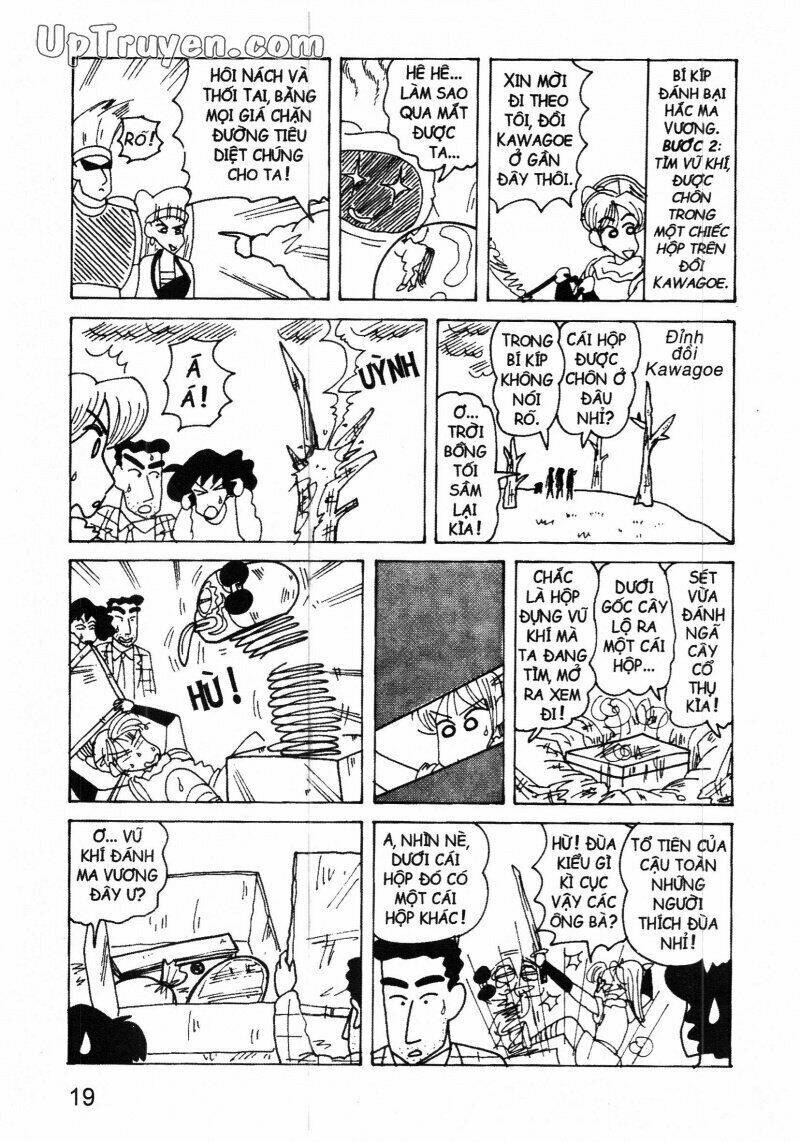 UpTruyen.com
BÍ KÍP
ĐÁNH BẠI
HẮC MA
VƯƠNG.
BƯỚC 2:
TÌM VŨ KHÍ,
ĐƯỢC
CHÔN
TRONG
MỘT CHIẾC
HỘP TRÊN
ĐỒI
KAWAGOE.
XIN MỜI
ĐI THEO
TÔI, ĐỒI
KAWAGOE
Ở GẦN
ĐÂY THÔI.
HÊ HÊ...
LÀM SAO
QUA MẮT
ĐƯỢC
TA...
HÔI NÁCH VÀ
THỐI TAI, BẰNG
MỌI GIÁ CHẶN
ĐƯỜNG TIÊU
DIỆT CHÚNG
CHO TA!
RÕ!
Đỉnh
đồi
Kawagoe
CÁI HỘP
ĐƯỢC
CHÔN Ở
ĐÂU
NHỈ?
TRONG
BÍ KÍP
KHÔNG
NÓI
RÕ.
Ơ...
TRỜI
BỖNG
TỐI
SẦM
LẠI
KÌA!
UỲNH
Á
Á!
SÉT
VỪA
ĐÁNH
NGÃ
CÂY CỔ
THỤ
KÌA!
DƯỚI
GỐC CÂY
LỘ RA
MỘT CÁI
HỘP...
CHẮC
LÀ HỘP
ĐỰNG VŨ
KHÍ MÀ
TA ĐANG
TÌM, MỞ
RA XEM
ĐI!
HÙ!
TỔ TIÊN CỦA
CẬU TOÀN
NHỮNG
NGƯỜI
THÍCH ĐÙA
NHỈ!
HỪ! ĐÙA
KIỂU GÌ
KÌ CỤC
VẬY CÁC
ÔNG BÀ?
A, NHÌN NÈ,
DƯỚI CÁI
HỘP ĐÓ CÓ
MỘT CÁI
HỘP KHÁC!
Ơ... VŨ
KHÍ ĐÁNH
MA VƯƠNG
ĐÂY Ư?
19